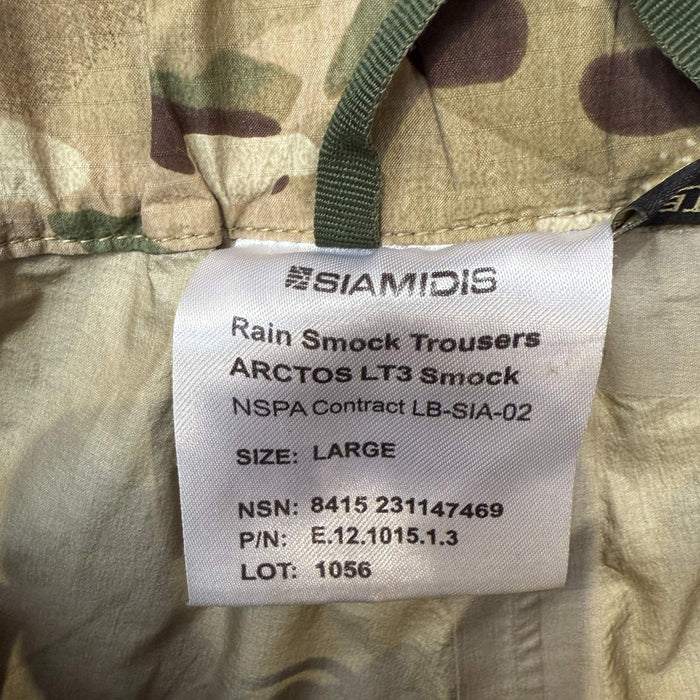 SIAMIDIS
Rain Smock Trousers
ARCTOS LT3 Smock
NSPA Contract LB-SIA-02
SIZE: LARGE
NSN: 8415 231147469
P/N: E.12.1015.1.3
LOT: 1056